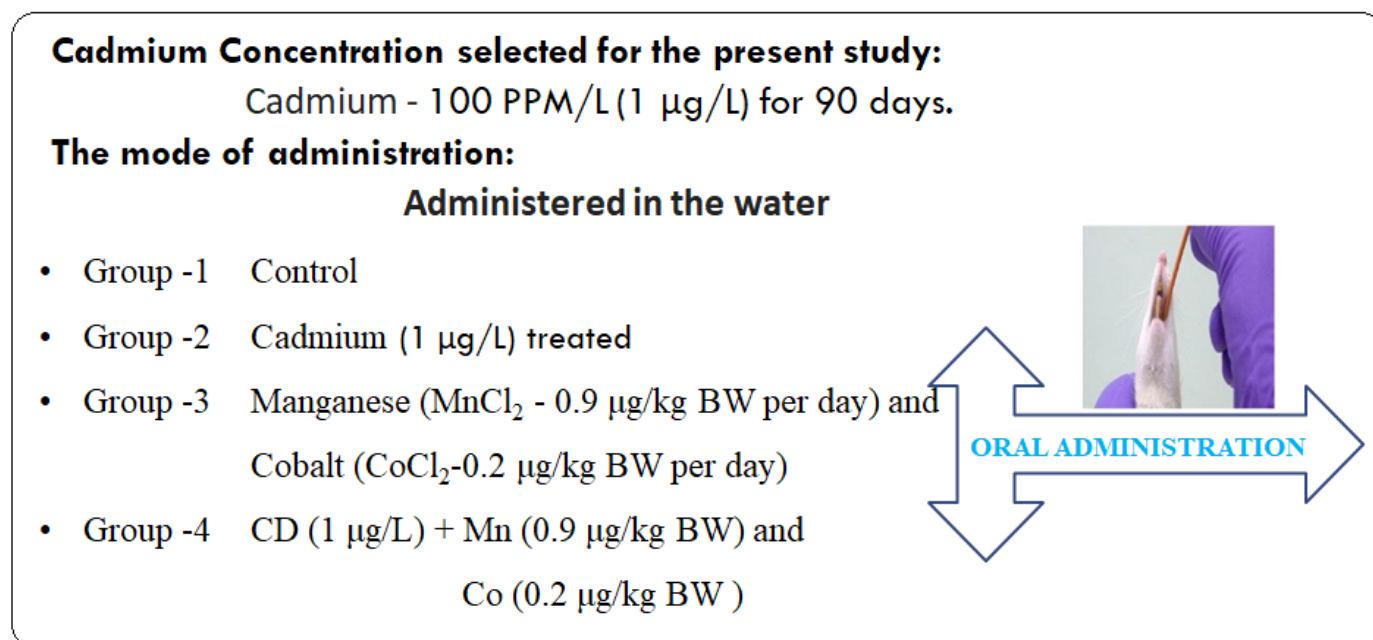 Cadmium Concentration selected for the present study:
Cadmium - 100 PPM/L (1 μg/L) for 90 days.
The mode of administration:
Administered in the water
• Group -1 Control
• Group -2 Cadmium (1 μg/L) treated
• Group -3 Manganese (MnCl₂ - 0.9 μg/kg BW per day) and
Cobalt (CoCl₂-0.2 μg/kg BW per day)
• Group -4 CD (1 μg/L) + Mn (0.9 μg/kg BW) and
Co (0.2 μg/kg BW )
ORAL ADMINISTRATION